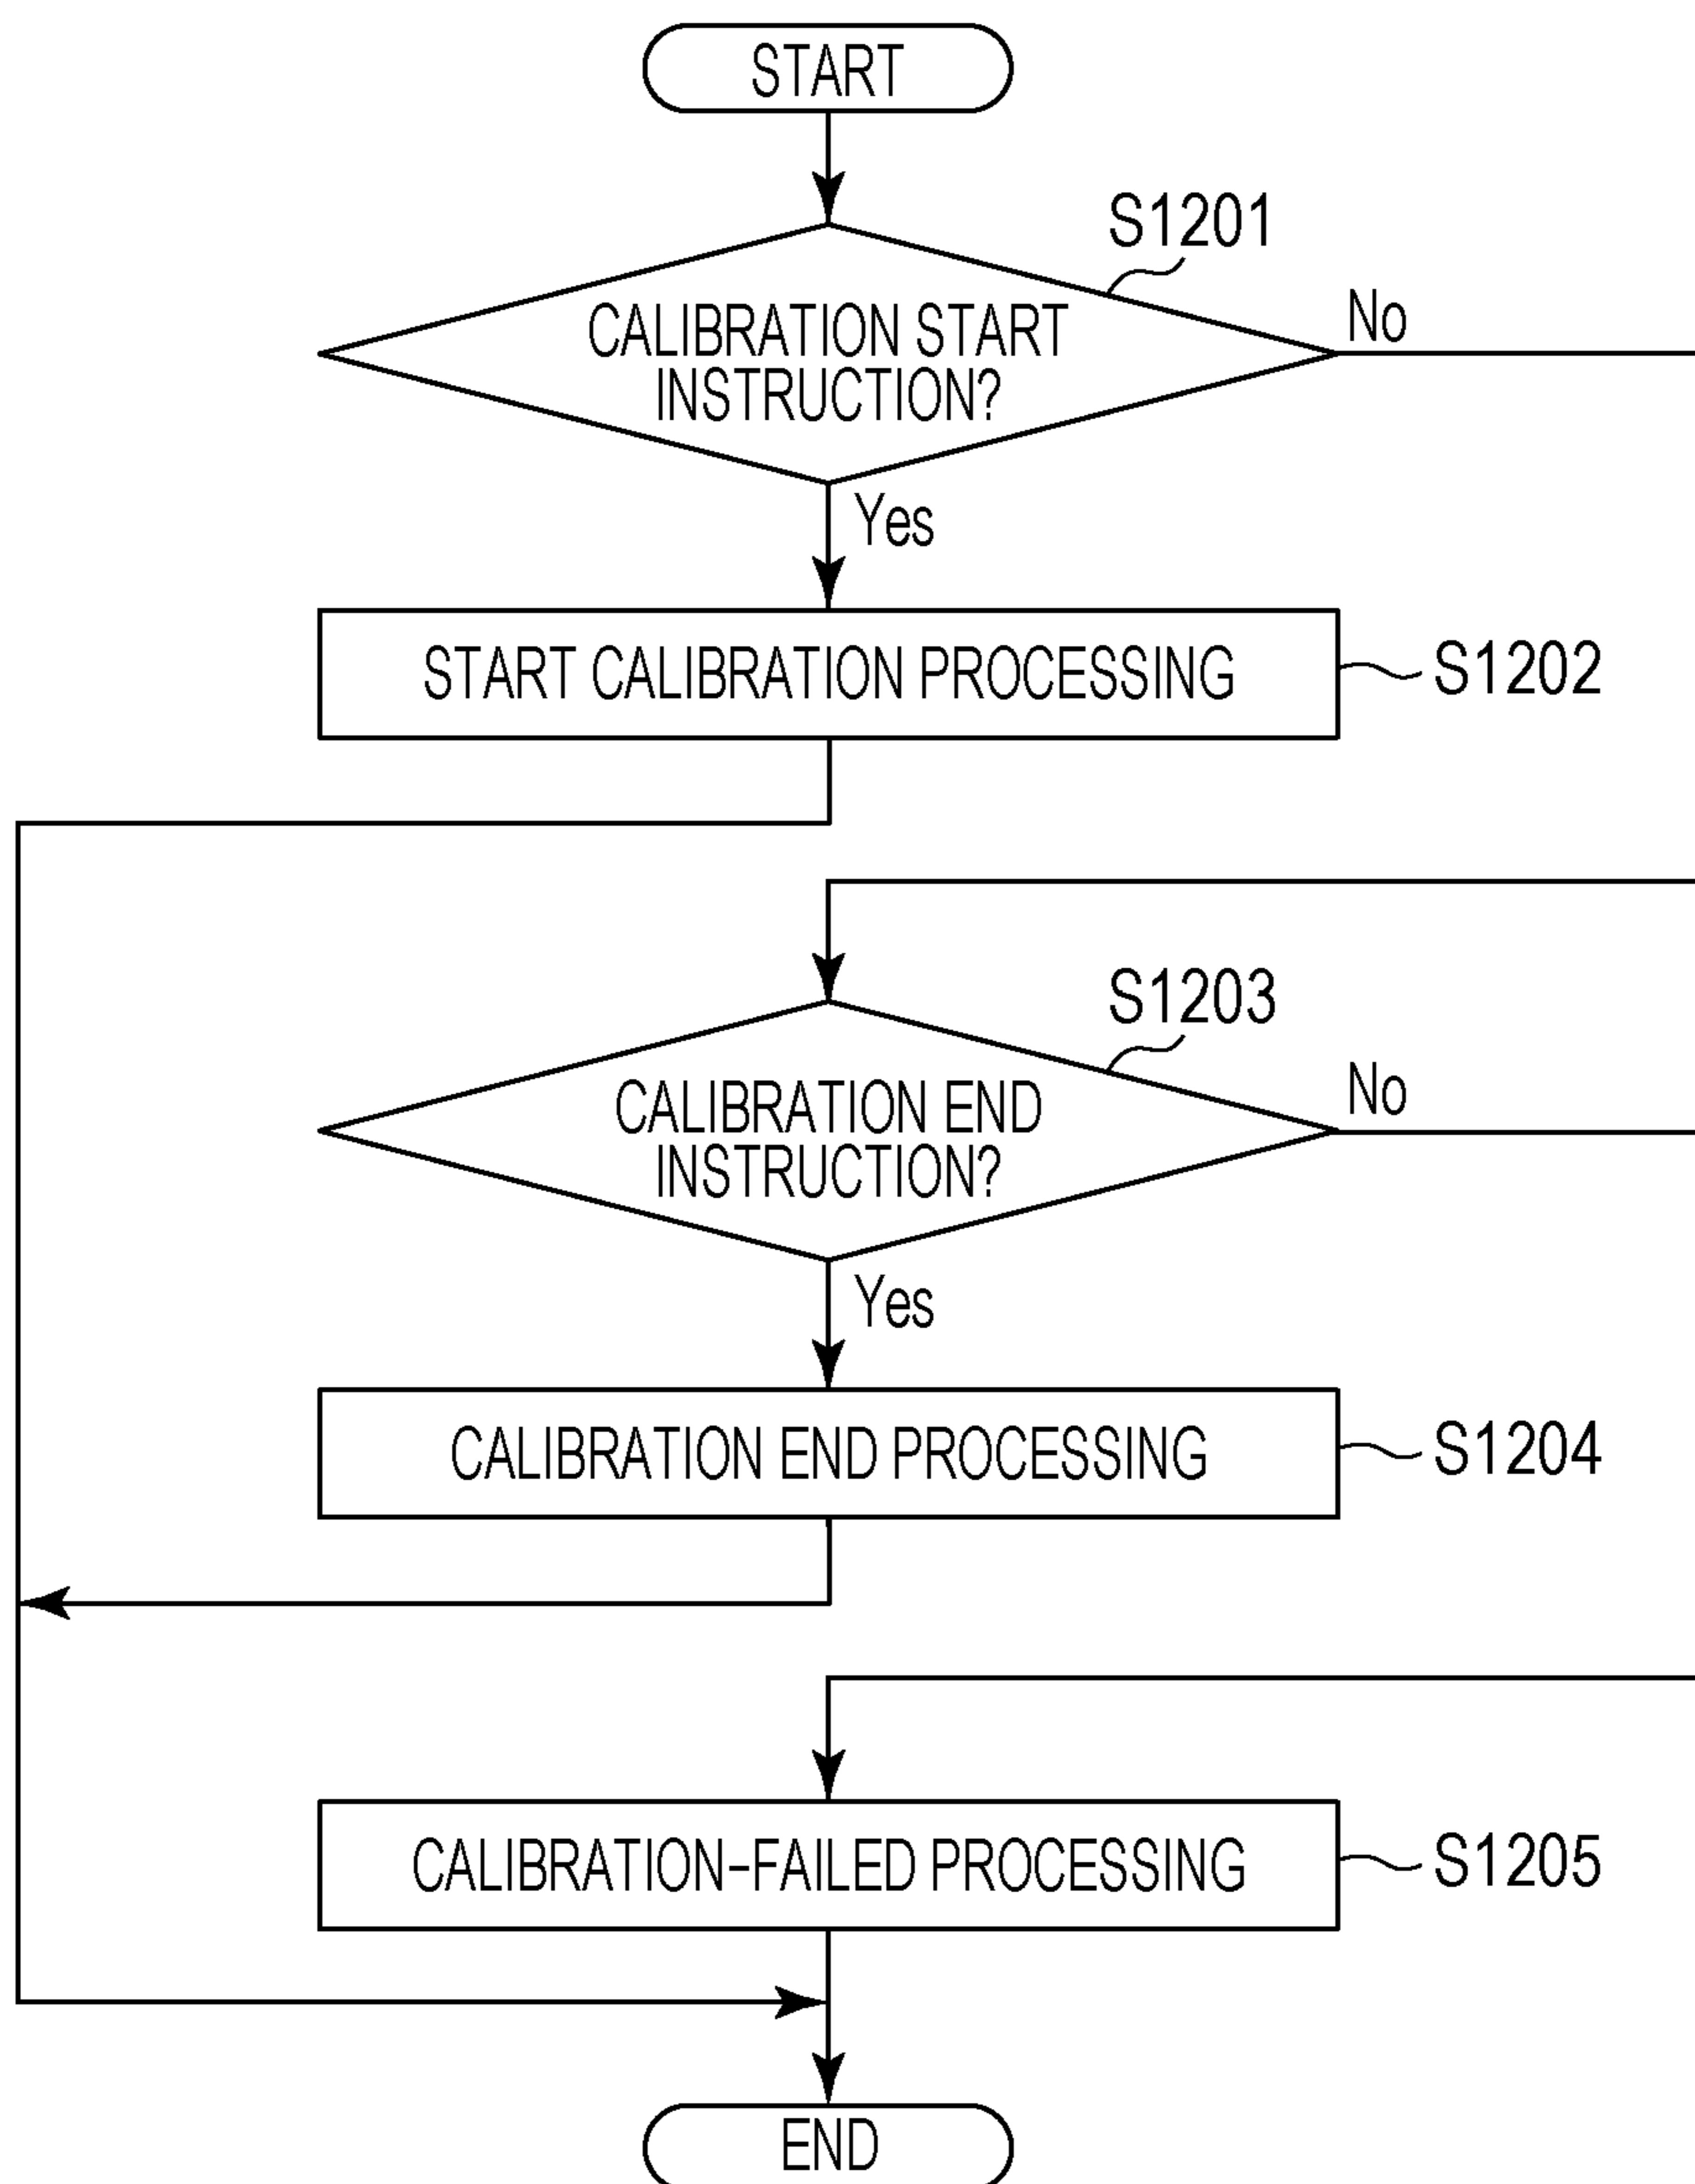 START
S1201
CALIBRATION START
INSTRUCTION?
No
Yes
START CALIBRATION PROCESSING
S1202
S1203
CALIBRATION END
INSTRUCTION?
No
Yes
CALIBRATION END PROCESSING
S1204
CALIBRATION-FAILED PROCESSING
S1205
END